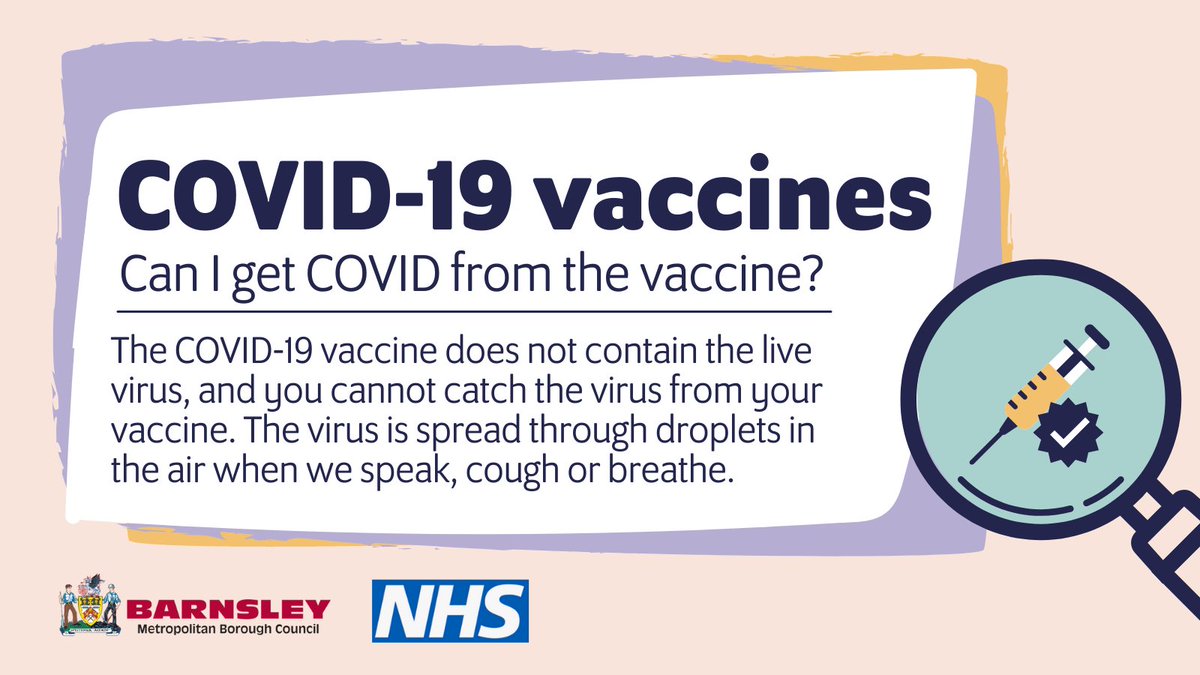 COVID-19 vaccines
Can I get COVID from the vaccine?
The COVID-19 vaccine does not contain the live
virus, and you cannot catch the virus from your
vaccine. The virus is spread through droplets in
the air when we speak, cough or breathe.
BARNSLEY
Metropolitan Borough Council
NHS